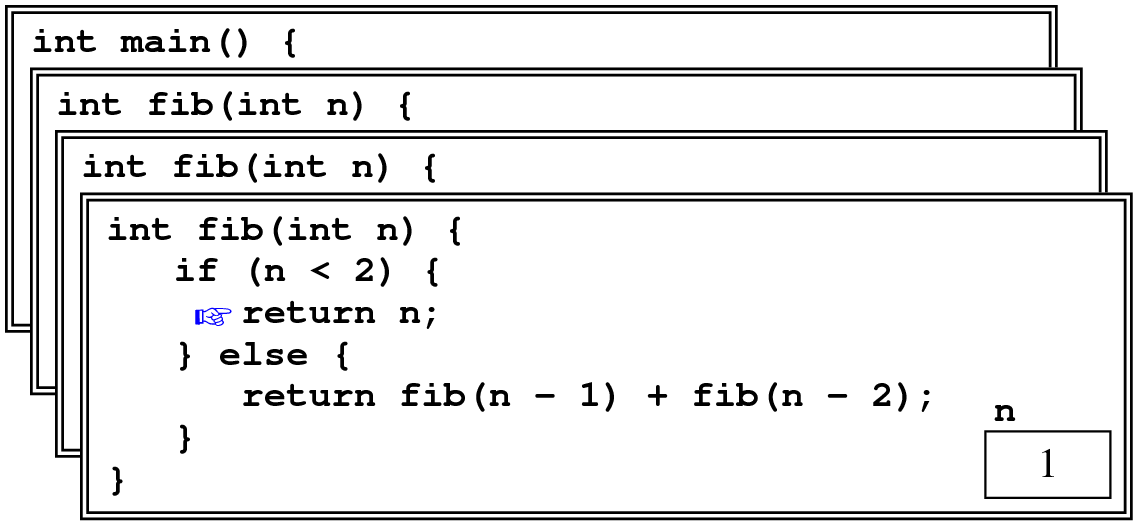 int main() {
int fib(int n) {
int fib(int n) {
int fib(int n) {
if (n < 2) {
☞ return n;
} else {
return fib(n – 1) + fib(n – 2);
}
}
n
1